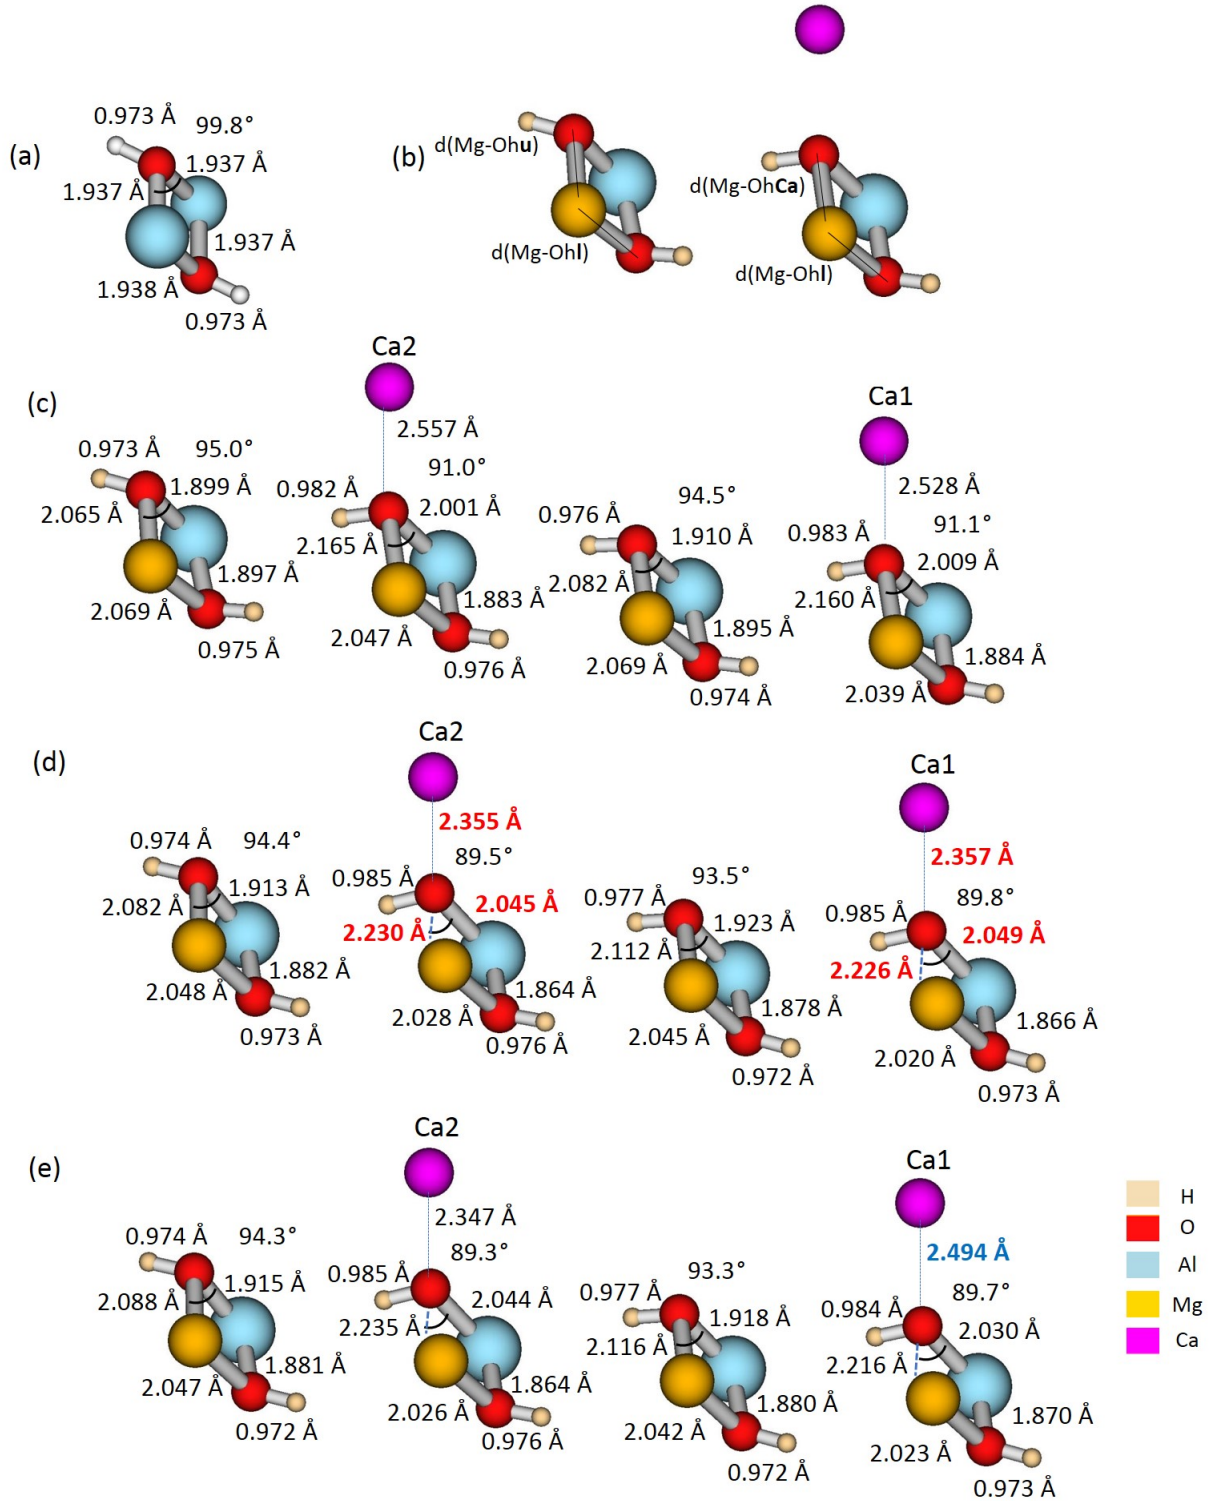 (a)
0.973 Å
99.8°
1.937 Å
1.937 Å
1.937 Å
1.938 Å
0.973 Å
(b)
d(Mg-Ohu)
d(Mg-Ohl)
d(Mg-OhCa)
d(Mg-Ohl)
(c)
0.973 Å
95.0°
1.899 Å
2.065 Å
1.897 Å
2.069 Å
0.975 Å
Ca2
2.557 Å
91.0°
0.982 Å
2.001 Å
2.165 Å
1.883 Å
2.047 Å
0.976 Å
94.5°
0.976 Å
1.910 Å
2.082 Å
1.895 Å
2.069 Å
0.974 Å
Ca1
2.528 Å
91.1°
0.983 Å
2.009 Å
2.160 Å
1.884 Å
2.039 Å
(d)
0.974 Å
94.4°
1.913 Å
2.082 Å
1.882 Å
2.048 Å
0.973 Å
Ca2
2.355 Å
89.5°
0.985 Å
2.045 Å
2.230 Å
1.864 Å
2.028 Å
0.976 Å
93.5°
0.977 Å
1.923 Å
2.112 Å
1.878 Å
2.045 Å
0.972 Å
Ca1
2.357 Å
89.8°
0.985 Å
2.049 Å
2.226 Å
1.866 Å
2.020 Å
0.973 Å
(e)
0.974 Å
94.3°
1.915 Å
2.088 Å
1.881 Å
2.047 Å
0.972 Å
Ca2
2.347 Å
89.3°
0.985 Å
2.044 Å
2.235 Å
1.864 Å
2.026 Å
0.976 Å
93.3°
0.977 Å
1.918 Å
2.116 Å
1.880 Å
2.042 Å
0.972 Å
Ca1
2.494 Å
89.7°
0.984 Å
2.030 Å
2.216 Å
1.870 Å
2.023 Å
0.973 Å
H
O
Al
Mg
Ca